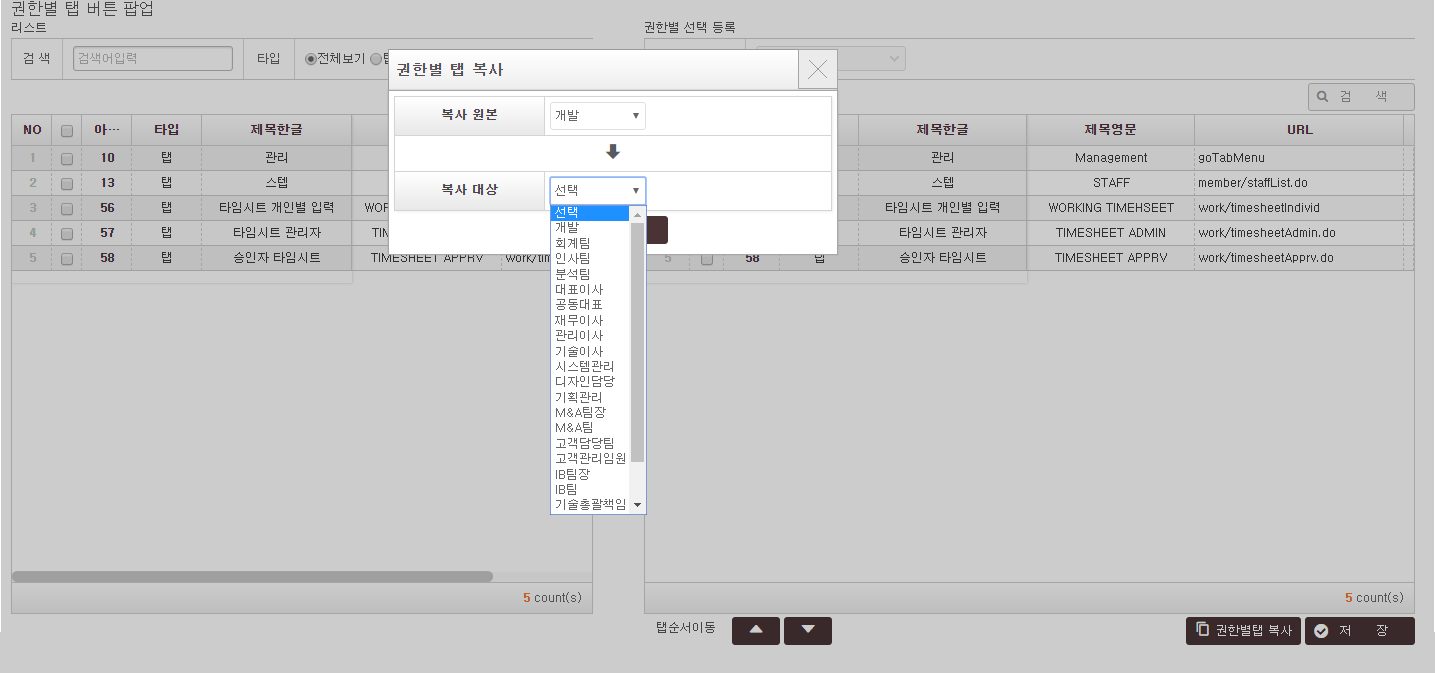 권한별 탭 버튼 팝업
리스트
권한별 선택 등록
검 색 검색어입력 타입 전체보기
권한별 탭 복사
복사 원본 개발
복사 대상 선택
선택
개발
회계팀
인사팀
분석팀
대표이사
공동대표
재무이사
관리이사
기술이사
시스템관리
디자인담당
기획관리
M&A팀장
M&A팀
고객담당팀
고객관리임원
IB팀장
IB팀
기술총괄책임
검 색
NO 아… 타입 제목한글
1 10 탭 관리
2 13 탭 스텝
3 56 탭 타임시트 개인별 입력
4 57 탭 타임시트 관리자
5 58 탭 승인자 타임시트 TIMESHEET APPRV
제목한글 제목영문 URL
관리 Management goTabMenu
스텝 STAFF member/staffList.do
타임시트 개인별 입력 WORKING TIMEHSEET work/timesheetIndivid
타임시트 관리자 TIMESHEET ADMIN work/timesheetAdmin.do
5 58 탭 승인자 타임시트 TIMESHEET APPRV work/timesheetApprv.do
5 count(s)
5 count(s)
탭순서이동
권한별탭 복사
저 장